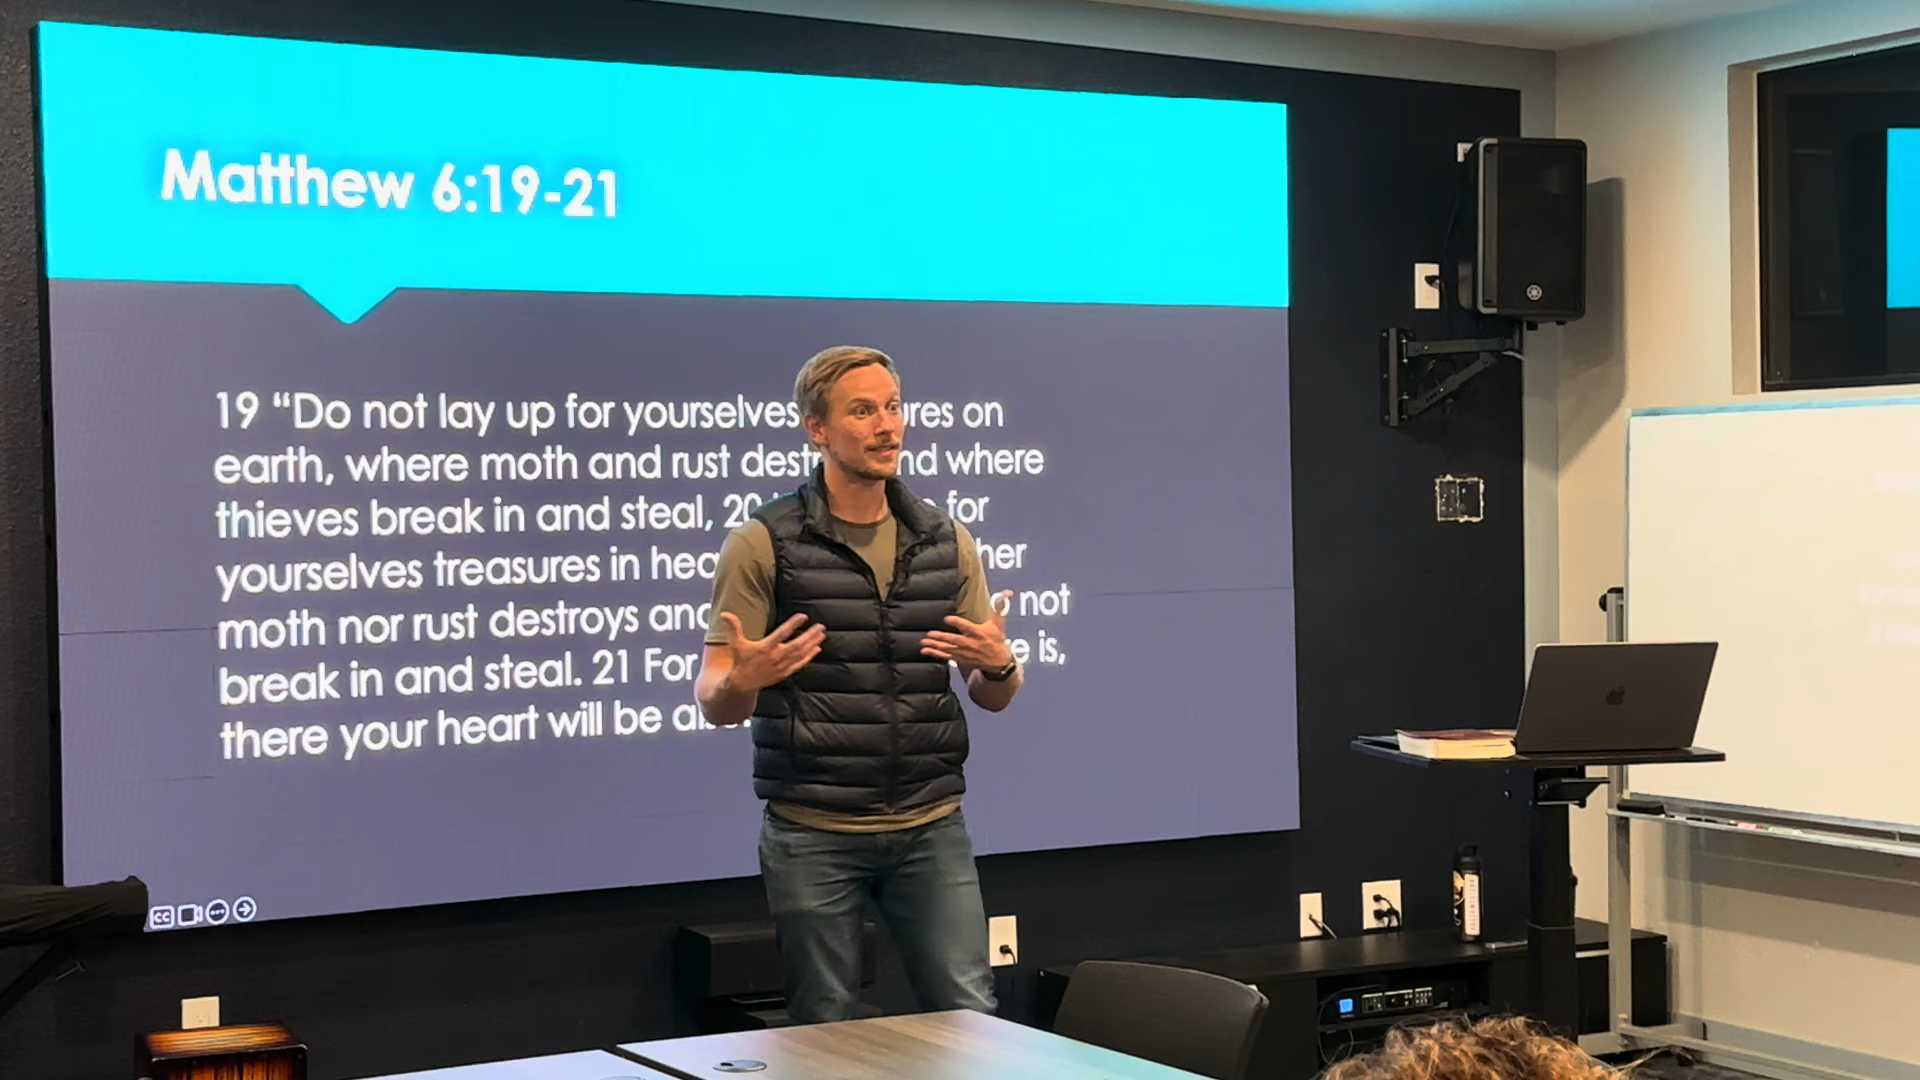 Matthew 6:19-21
19 “Do not lay up for yourselves ures on
earth, where moth and rust destr nd where
thieves break in and steal, 20 for
yourselves treasures in hea her
moth nor rust destroys and o not
break in and steal. 21 For e is,
there your heart will be als
cc